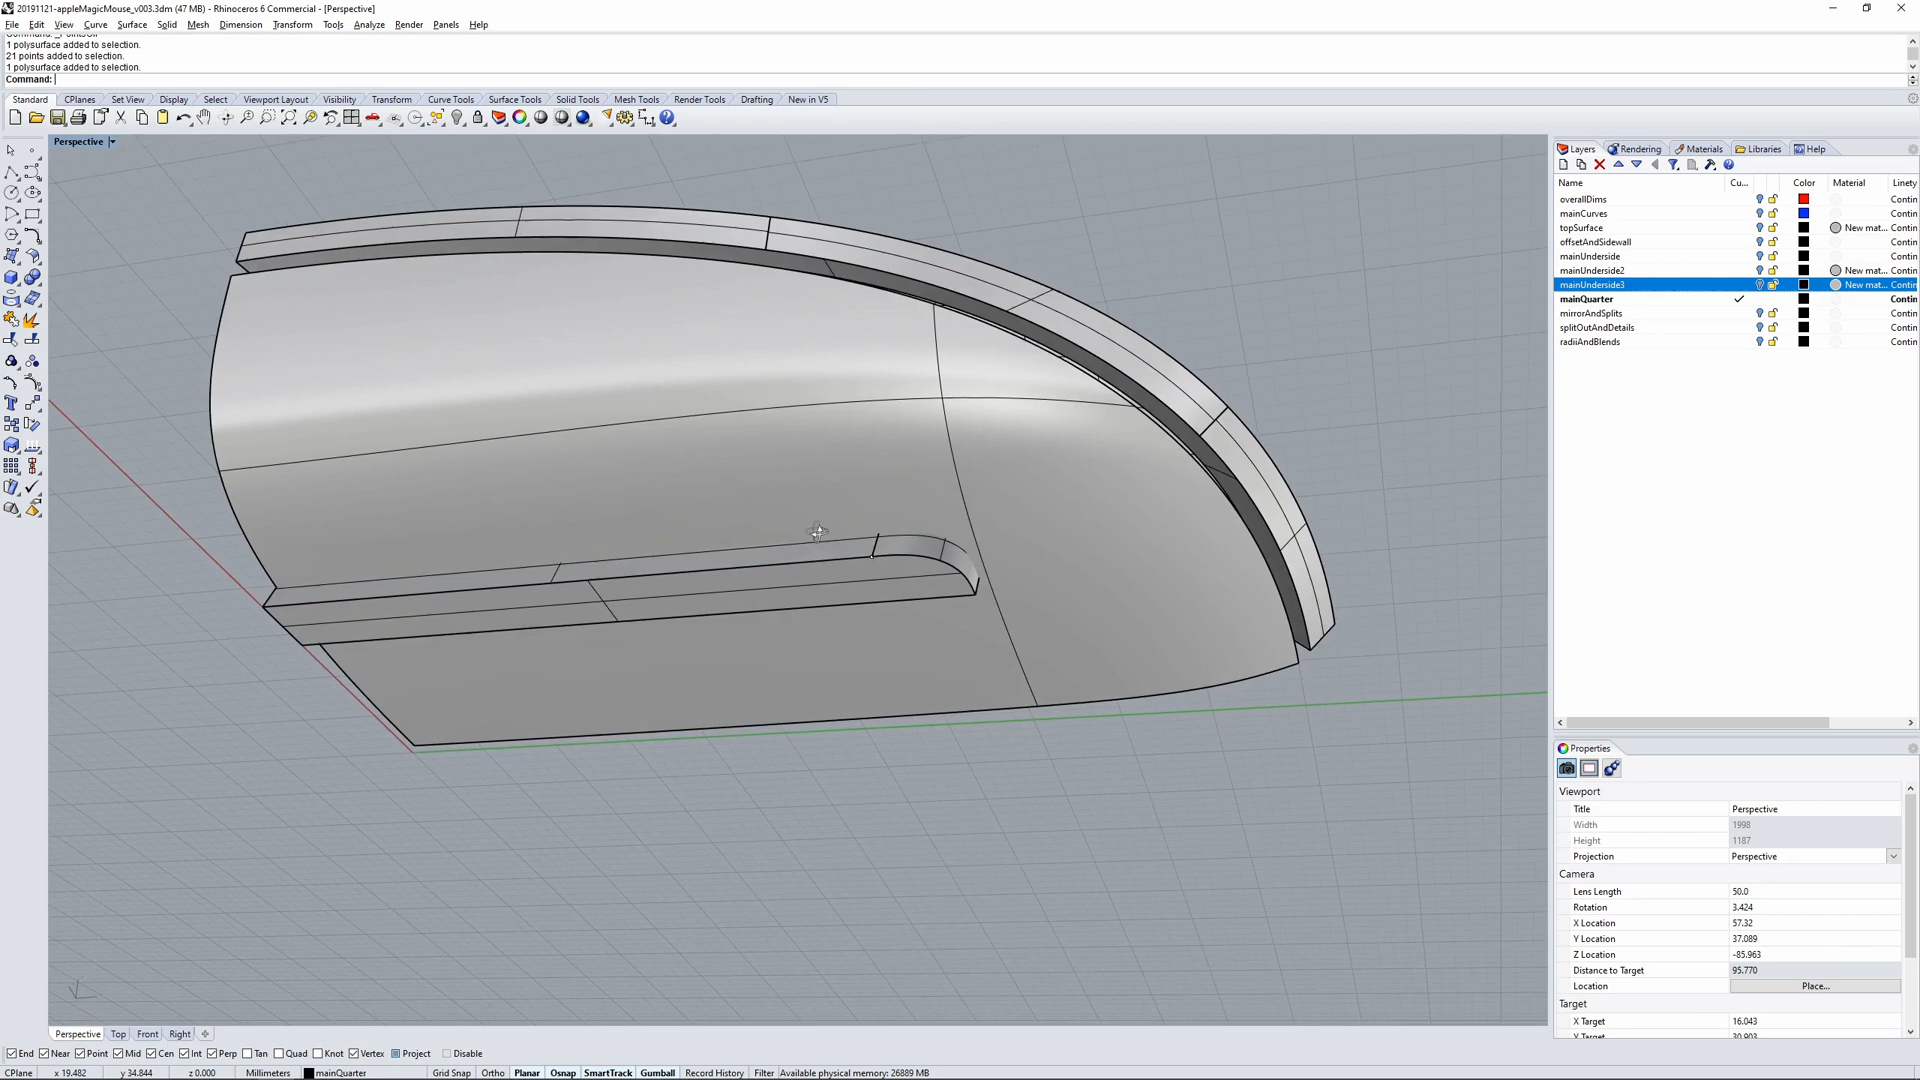 20191121-appleMagicMouse_v003.3dm (47 MB) - Rhinoceros 6 Commercial - [Perspective]
File Edit View Curve Surface Solid Mesh Dimension Transform Tools Analyze Render Panels Help
1 polysurface added to selection.
21 points added to selection.
1 polysurface added to selection.
Command:
Standard CPlanes Set View Display Select Viewport Layout Visibility Transform Curve Tools Surface Tools Solid Tools Mesh Tools Render Tools Drafting New in V5
Perspective
Layers Rendering Materials Libraries Help
Name Cu... Color Material Linety
overallDims Contin
mainCurves Contin
topSurface New mat... Contin
offsetAndSidewall Contin
mainUnderside Contin
mainUnderside2 New mat... Contin
mainUnderside3 New mat... Contin
mainQuarter Contin
mirrorAndSplits Contin
splitOutAndDetails Contin
radiiAndBlends Contin
Properties
Viewport
Title Perspective
Width 1998
Height 1187
Projection Perspective
Camera
Lens Length 50.0
Rotation 3.424
X Location 57.32
Y Location 37.089
Z Location -85.963
Distance to Target 95.770
Location Place...
Target
X Target 16.043
Y Target 30.903
Perspective Top Front Right
End Near Point Mid Cen Int Perp Tan Quad Knot Vertex Project Disable
CPlane x 19.482 y 34.844 z 0.000 Millimeters mainQuarter Grid Snap Ortho Planar Osnap SmartTrack Gumball Record History Filter Available physical memory: 26889 MB